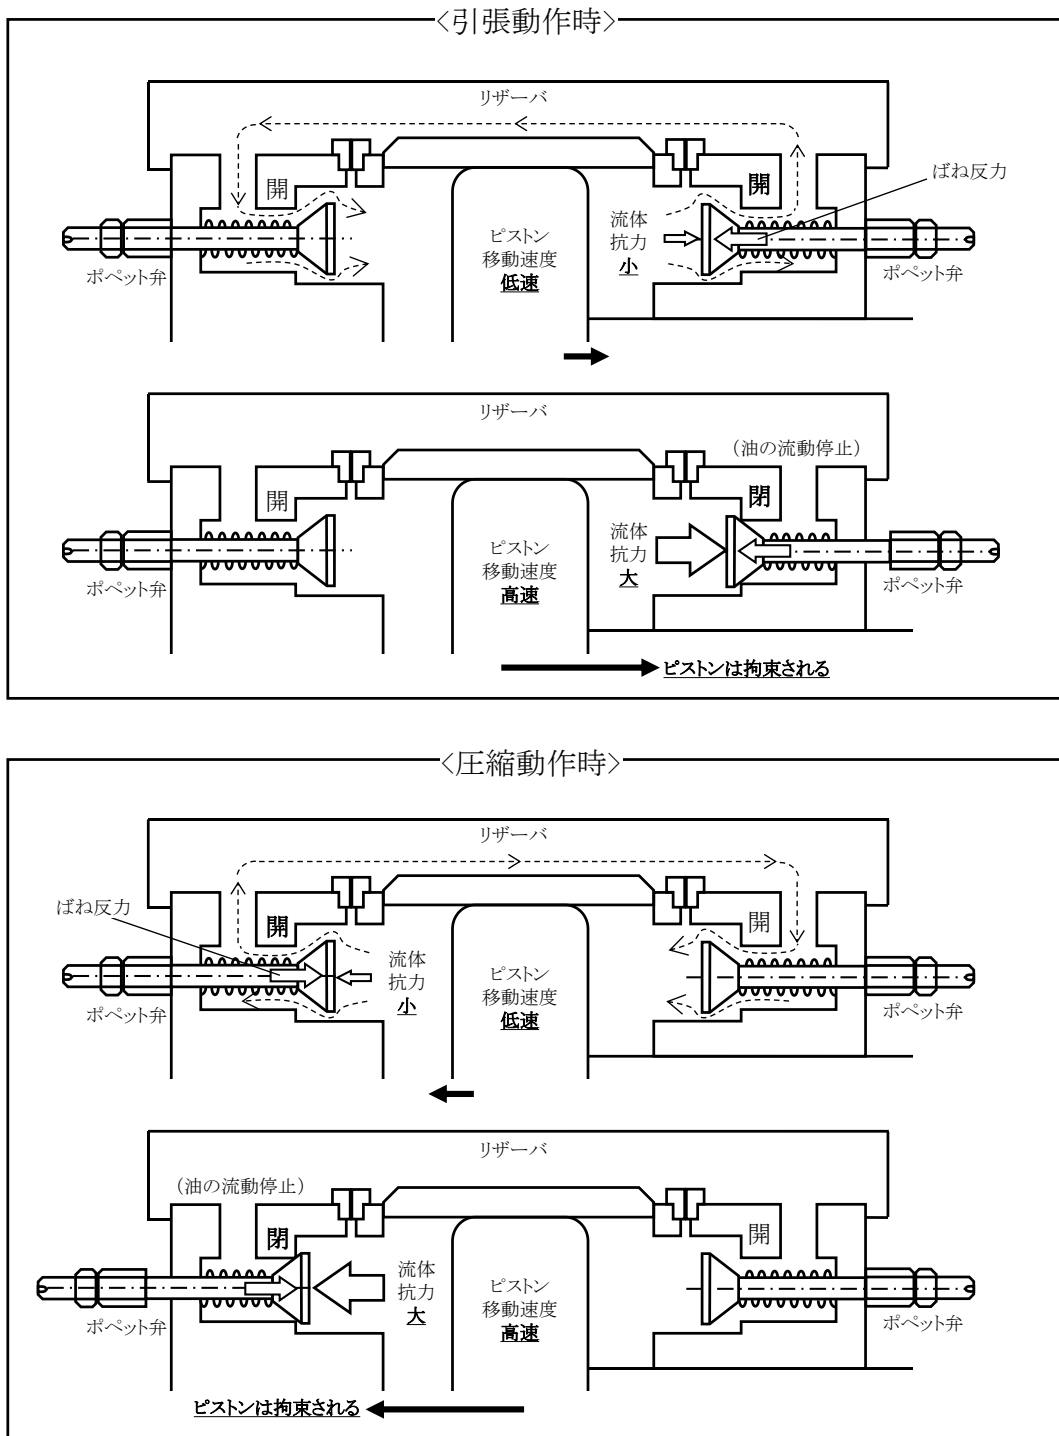 〈引張動作時〉
リザーバ
開
開
ばね反力
流体
抗力
小
ピストン
移動速度
低速
ポペット弁
ポペット弁
リザーバ
(油の流動停止)
開
閉
流体
抗力
大
ピストン
移動速度
高速
ポペット弁
ポペット弁
ピストンは拘束される
〈圧縮動作時〉
リザーバ
ばね反力
開
開
流体
抗力
小
ピストン
移動速度
低速
ポペット弁
ポペット弁
リザーバ
(油の流動停止)
閉
開
流体
抗力
大
ピストン
移動速度
高速
ポペット弁
ポペット弁
ピストンは拘束される